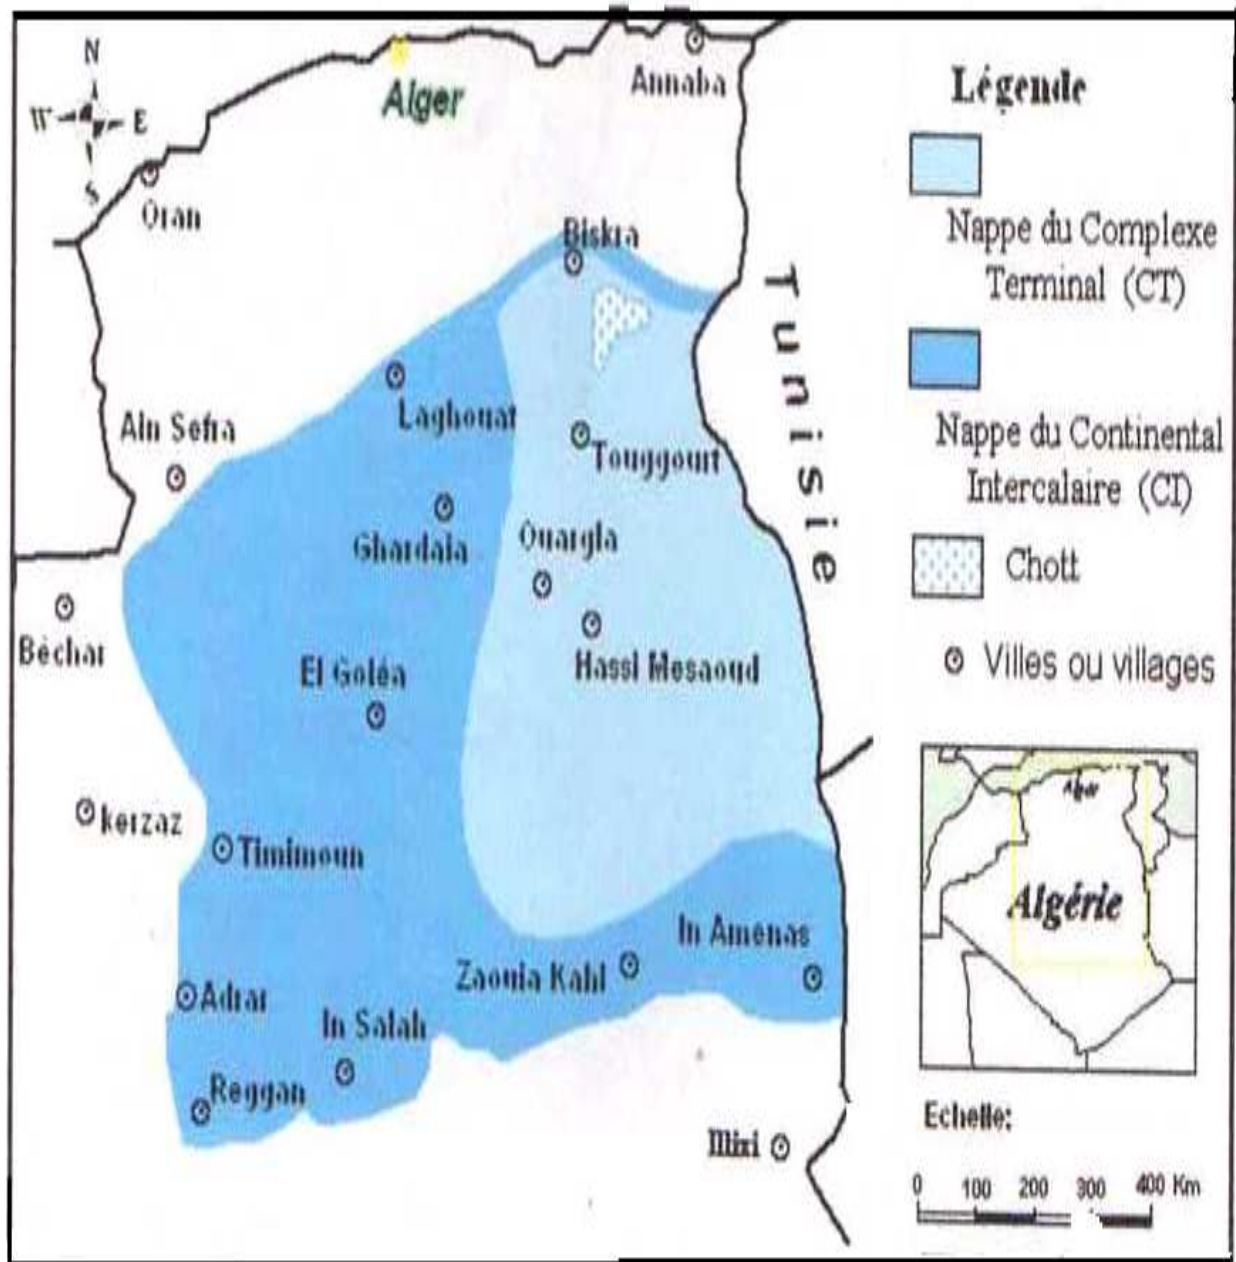 N
W E
S
Alger
Annaba
Oran
Biskra
Tunisie
Laghouat
Ain Sefra
Touggourt
Ghardaia
Ouargla
Béchar
El Goléa
Hassi Mesaoud
kerzaz
Timimoun
In Amenas
Zaouia Kahl
Adrar
In Salah
Reggan
Illizi
Légende
Nappe du Complexe
Terminal (CT)
Nappe du Continental
Intercalaire (CI)
Chott
Villes ou villages
Alger
Algérie
Echelle:
0 100 200 300 400 Km